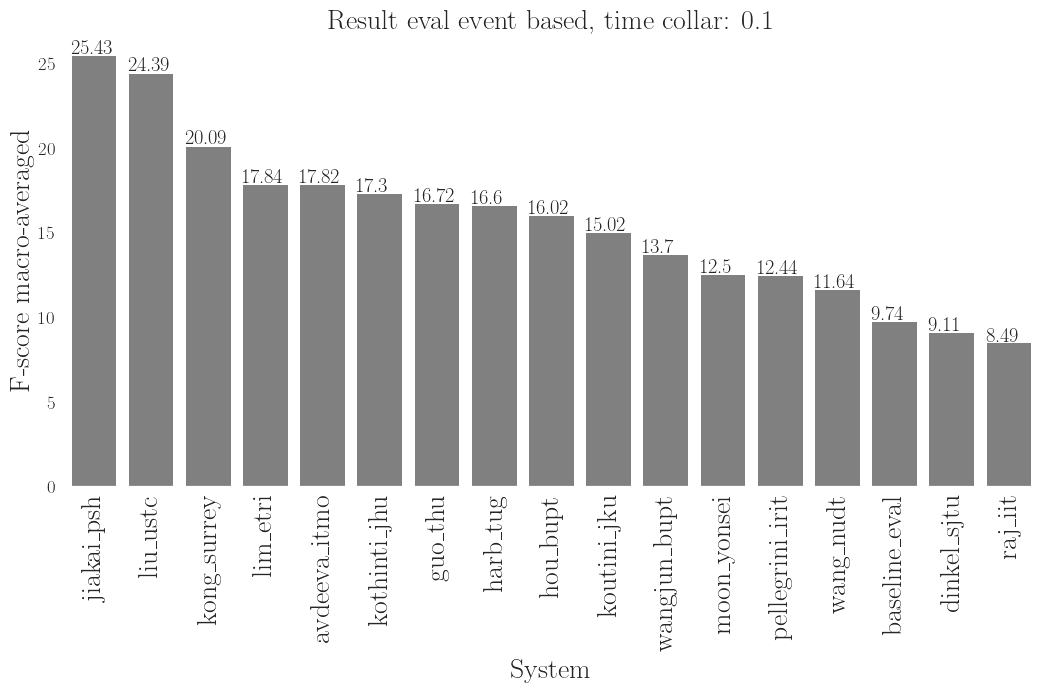 Result eval event based, time collar: 0.1
F-score macro-averaged
25
20
15
10
5
0
25.43
24.39
20.09
17.84
17.82
17.3
16.72
16.6
16.02
15.02
13.7
12.5
12.44
11.64
9.74
9.11
8.49
jiakai_psh
liu_ustc
kong_surrey
lim_etri
avdeeva_itmo
kothinti_jhu
guo_thu
harb_tug
hou_bupt
koutini_jku
wangjun_bupt
moon_yonsei
pellegrini_irit
wang_nudt
baseline_eval
dinkel_sjtu
raj_iit
System